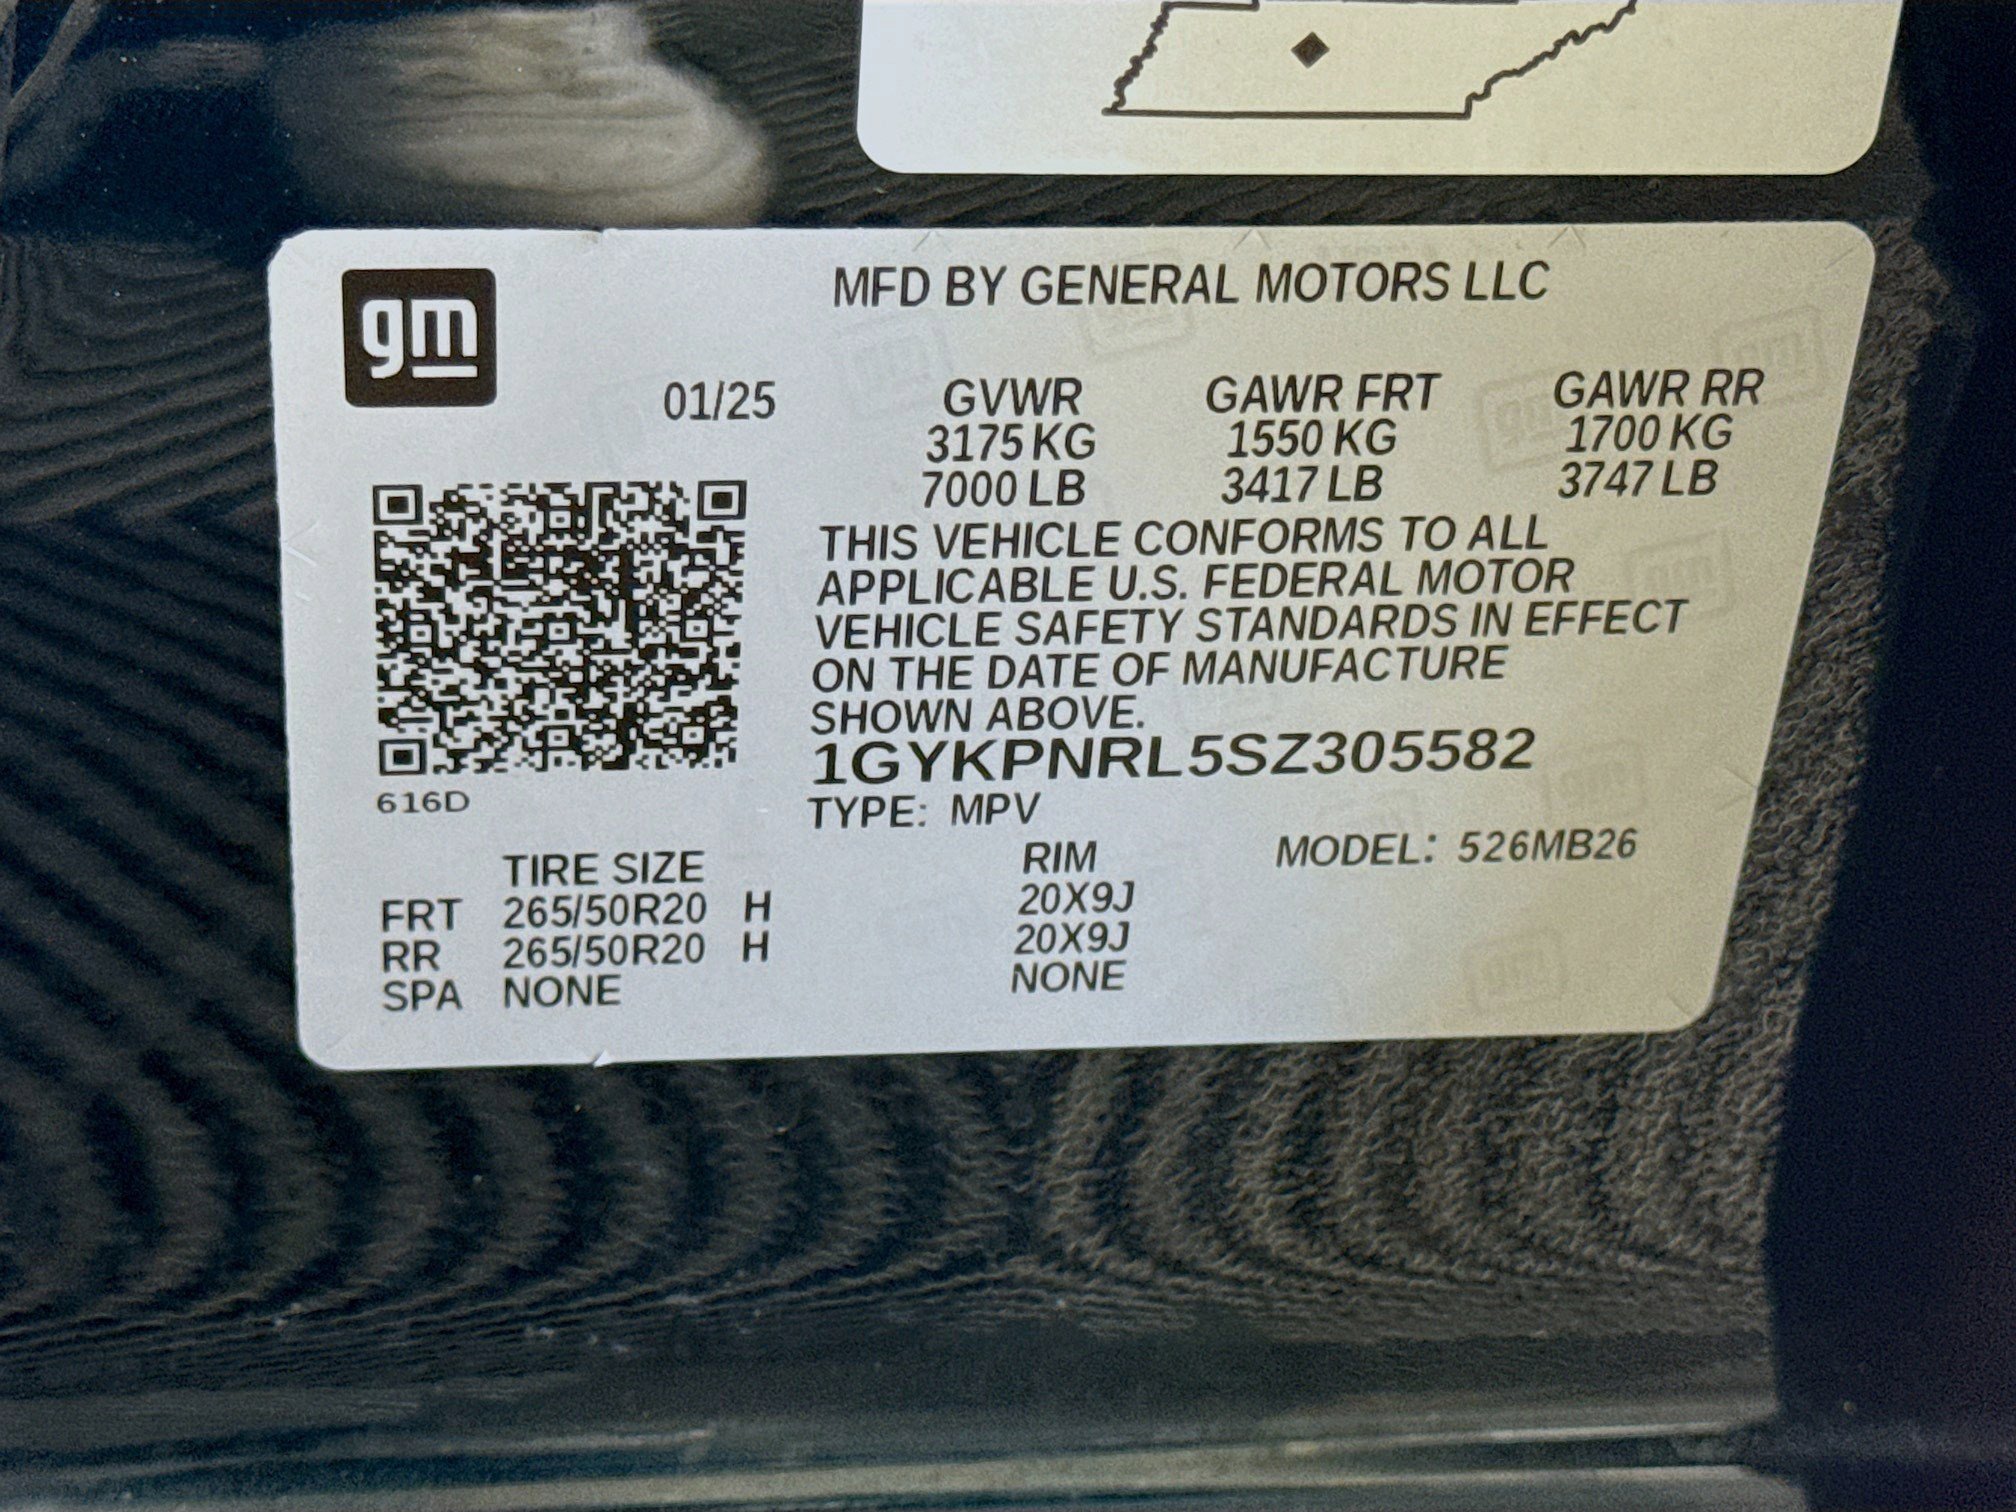 gm
MFD BY GENERAL MOTORS LLC
01/25 GVWR GAWR FRT GAWR RR
3175 KG 1550 KG 1700 KG
7000 LB 3417 LB 3747 LB
THIS VEHICLE CONFORMS TO ALL
APPLICABLE U.S. FEDERAL MOTOR
VEHICLE SAFETY STANDARDS IN EFFECT
ON THE DATE OF MANUFACTURE
SHOWN ABOVE.
1GYKPNRL5SZ305582
616D
TYPE: MPV
TIRE SIZE RIM MODEL: 526MB26
FRT 265/50R20 H 20X9J
RR 265/50R20 H 20X9J
SPA NONE NONE